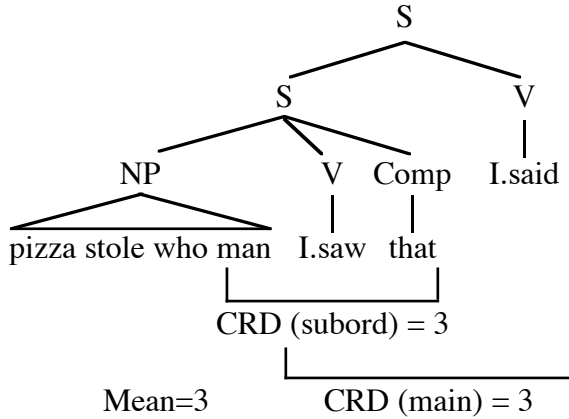 S
S V
NP V Comp I.said
pizza stole who man I.saw that
CRD (subord) = 3
Mean=3 CRD (main) = 3